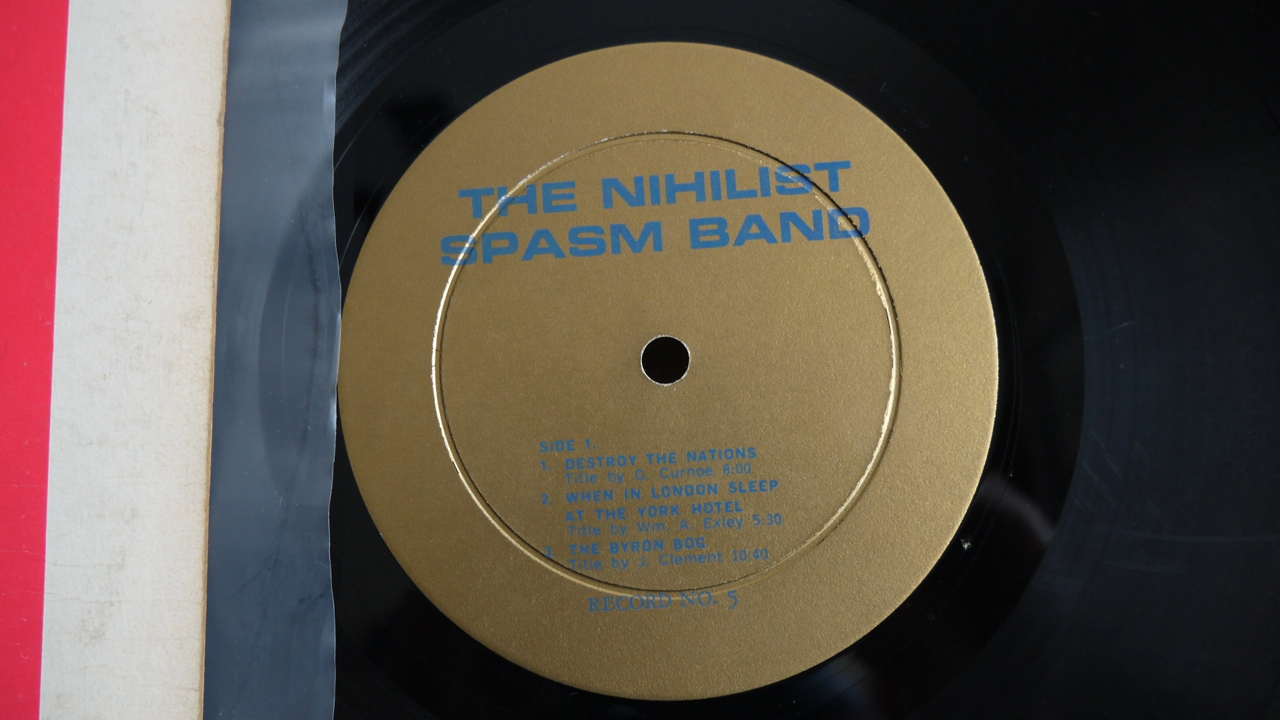 THE NIHILIST
SPASM BAND
SIDE 1.
1. DESTROY THE NATIONS
Title by G. Curnoe 8:00
2. WHEN IN LONDON SLEEP
AT THE YORK HOTEL
Title by Wm. A. Exley 5:30
3. THE BYRON BOG
Title by J. Clement 10:40
RECORD NO. 5